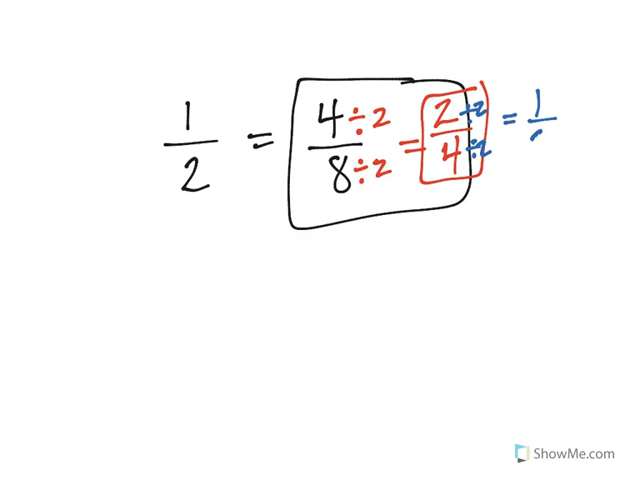 1/2 = 4÷2/8÷2 = 2÷2/4÷2 = 1/
ShowMe.com